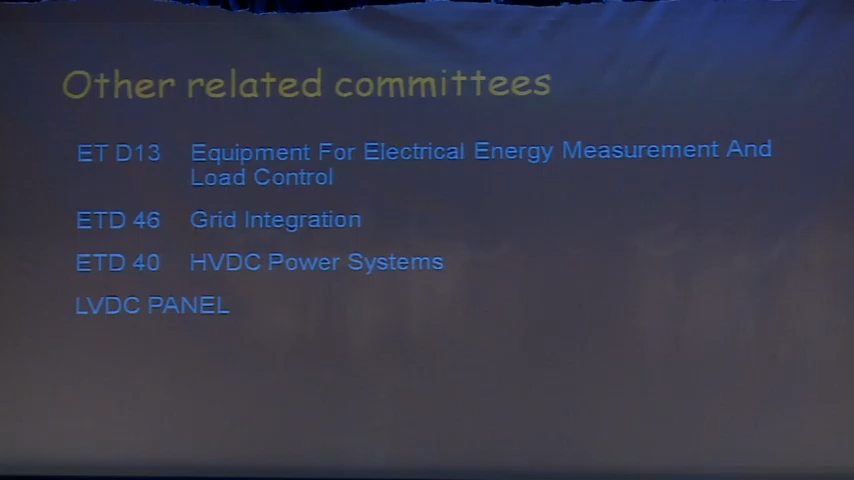 Other related committees
ET D13 Equipment For Electrical Energy Measurement And
Load Control
ETD 46 Grid Integration
ETD 40 HVDC Power Systems
LVDC PANEL